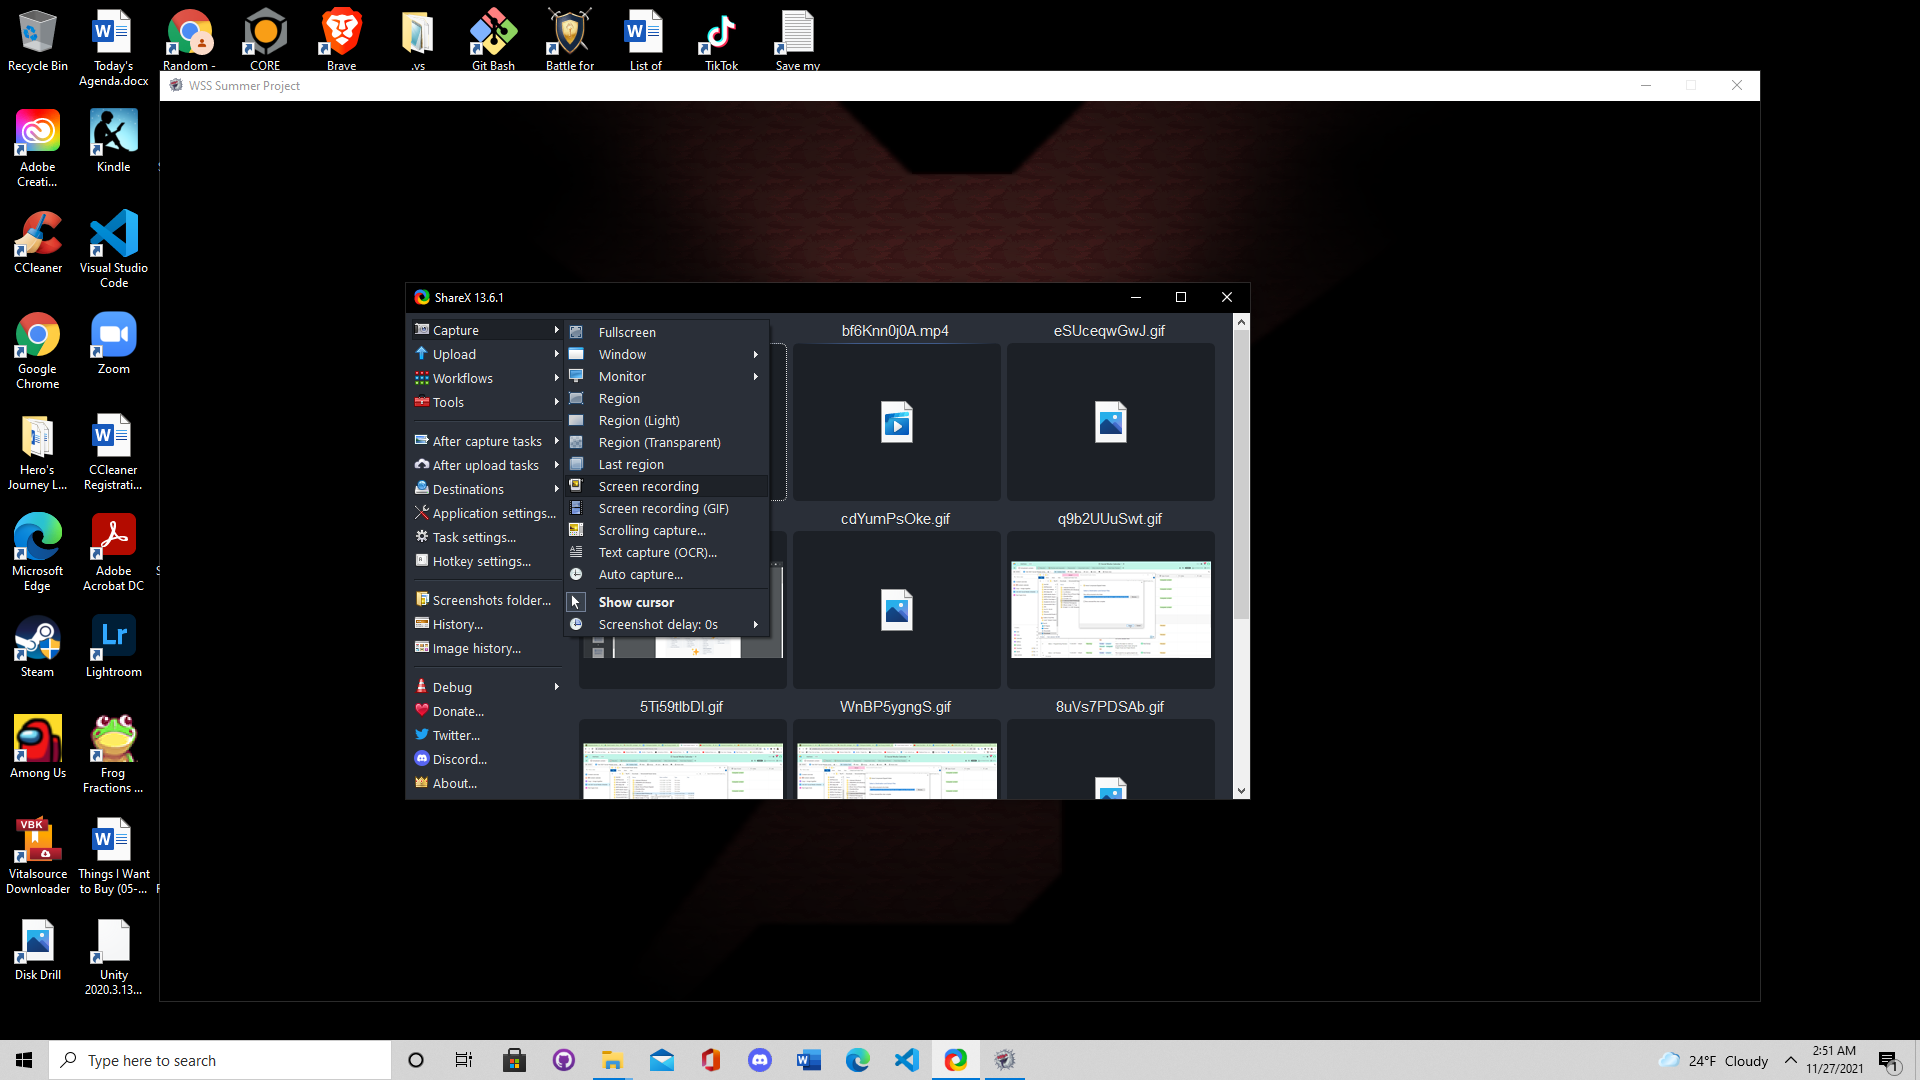 Recycle Bin
Today's
Agenda.docx
Random -
CORE
Brave
.vs
Git Bash
Battle for
List of
TikTok
Save my
WSS Summer Project
Adobe
Creati...
Kindle
CCleaner
Visual Studio
Code
Google
Chrome
Zoom
Hero's
Journey L...
CCleaner
Registrati...
Microsoft
Edge
Adobe
Acrobat DC
Steam
Lightroom
Among Us
Frog
Fractions ...
VBK
Vitalsource
Downloader
Things I Want
to Buy (05-...
Disk Drill
Unity
2020.3.13...
ShareX 13.6.1
Capture
Upload
Workflows
Tools
After capture tasks
After upload tasks
Destinations
Application settings...
Task settings...
Hotkey settings...
Screenshots folder...
History...
Image history...
Debug
Donate...
Twitter...
Discord...
About...
Fullscreen
Window
Monitor
Region
Region (Light)
Region (Transparent)
Last region
Screen recording
Screen recording (GIF)
Scrolling capture...
Text capture (OCR)...
Auto capture...
Show cursor
Screenshot delay: 0s
bf6Knn0j0A.mp4
eSUceqwGwJ.gif
cdYumPsOke.gif
q9b2UUuSwt.gif
WnBP5ygngS.gif
8uVs7PDSAb.gif
Lr
Type here to search
24°F Cloudy
2:51 AM
11/27/2021
1